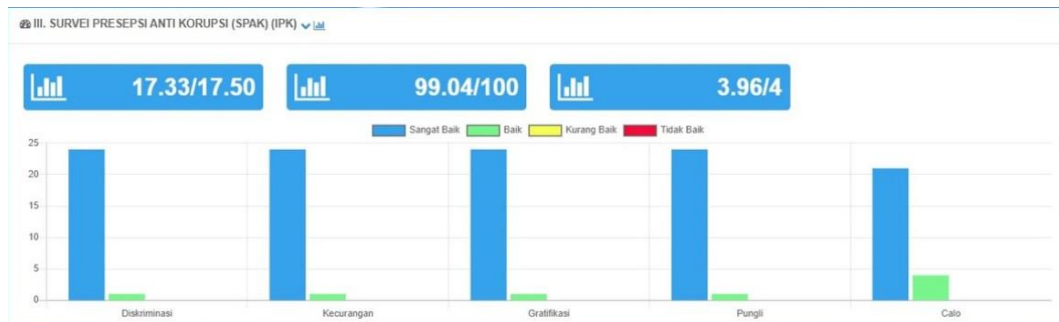 III. SURVEI PRESEPSI ANTI KORUPSI (SPAK) (IPK)
17.33/17.50 99.04/100 3.96/4
Sangat Baik Baik Kurang Baik Tidak Baik
25
20
15
10
5
0
Diskriminasi Kecurangan Gratifikasi Pungli Calo